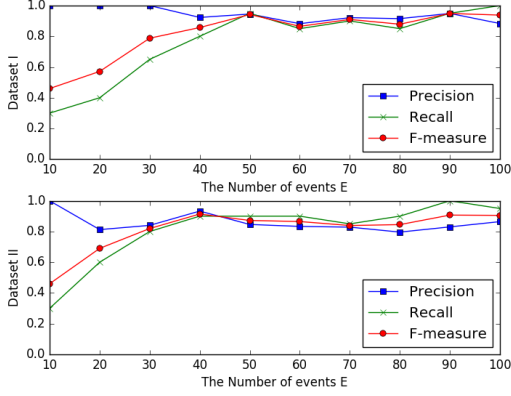 1.0
0.8
0.6
0.4
0.2
0.0
Dataset I
Precision
Recall
F-measure
10 20 30 40 50 60 70 80 90 100
The Number of events E
1.0
0.8
0.6
0.4
0.2
0.0
Dataset II
Precision
Recall
F-measure
10 20 30 40 50 60 70 80 90 100
The Number of events E